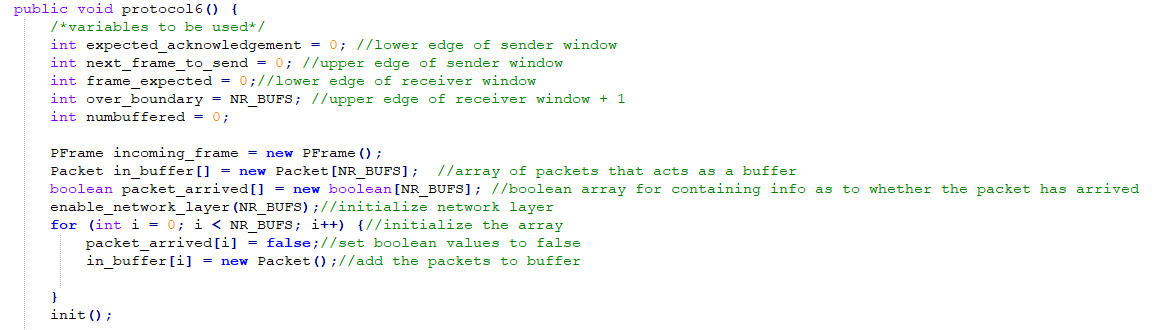 public void protocol6() {
    /*variables to be used*/
    int expected_acknowledgement = 0; //lower edge of sender window
    int next_frame_to_send = 0; //upper edge of sender window
    int frame_expected = 0;//lower edge of receiver window
    int over_boundary = NR_BUFS; //upper edge of receiver window + 1
    int numbuffered = 0;

    PFrame incoming_frame = new PFrame();
    Packet in_buffer[] = new Packet[NR_BUFS];  //array of packets that acts as a buffer
    boolean packet_arrived[] = new boolean[NR_BUFS]; //boolean array for containing info as to whether the packet has arrived
    enable_network_layer(NR_BUFS);//initialize network layer
    for (int i = 0; i < NR_BUFS; i++) {//initialize the array
        packet_arrived[i] = false;//set boolean values to false
        in_buffer[i] = new Packet();//add the packets to buffer

    }
    init();